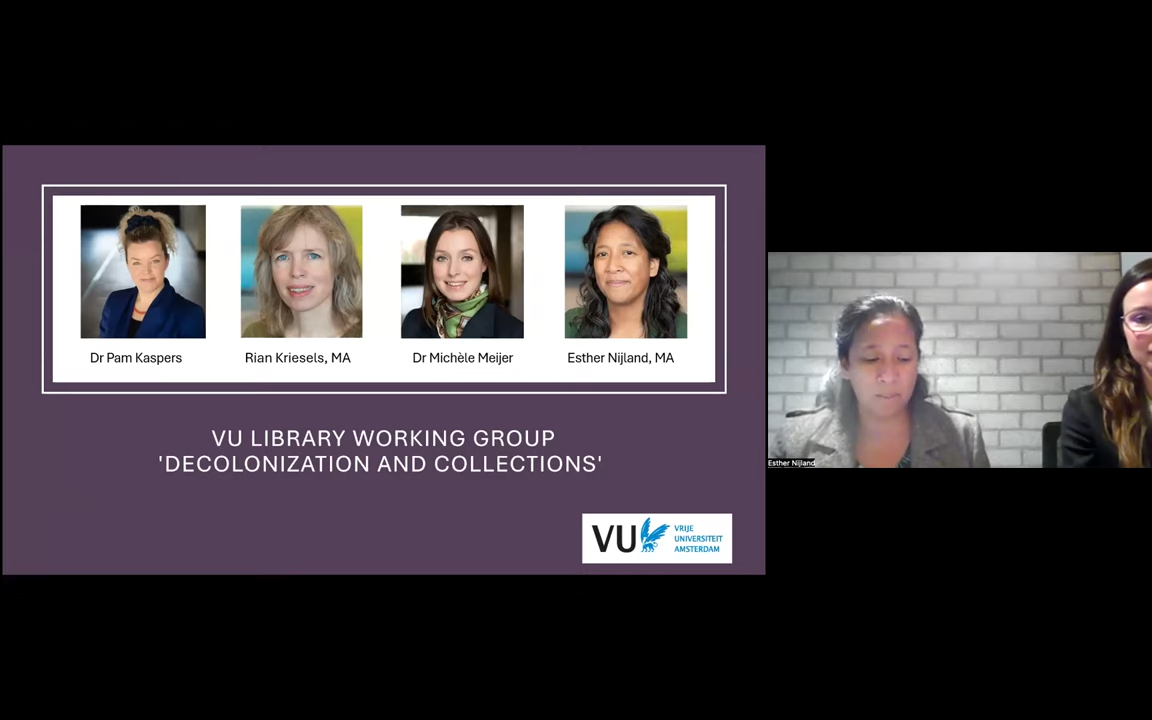 Dr Pam Kaspers
Rian Kriesels, MA
Dr Michèle Meijer
Esther Nijland, MA
VU LIBRARY WORKING GROUP
'DECOLONIZATION AND COLLECTIONS'
VU
VRIJE
UNIVERSITEIT
AMSTERDAM
Esther Nijland